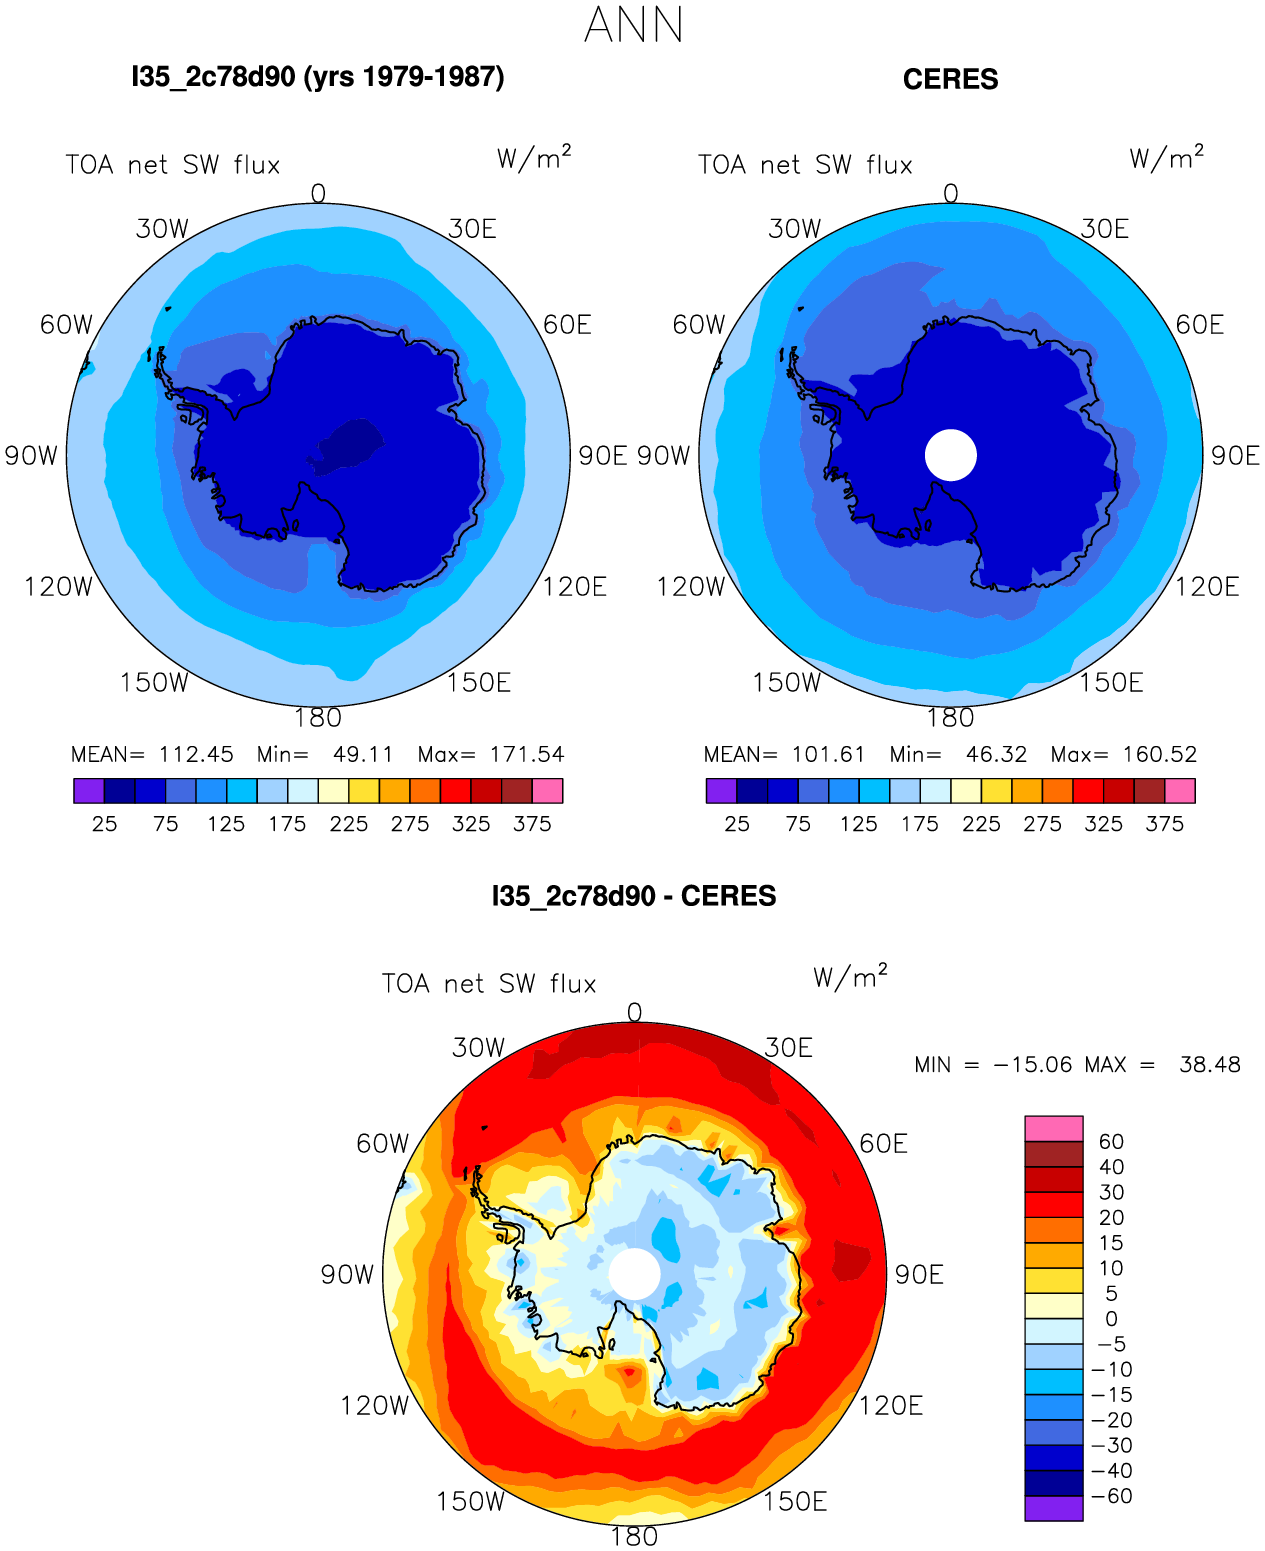 ANN
I35_2c78d90 (yrs 1979-1987)
CERES
TOA net SW flux W/m²
TOA net SW flux W/m²
0
30W 30E
60W 60E
90W 90E
120W 120E
150W 150E
180
0
30W 30E
60W 60E
90W 90E
120W 120E
150W 150E
180
MEAN= 112.45 Min= 49.11 Max= 171.54
25 75 125 175 225 275 325 375
MEAN= 101.61 Min= 46.32 Max= 160.52
25 75 125 175 225 275 325 375
I35_2c78d90 - CERES
TOA net SW flux W/m²
0
30W 30E
60W 60E
90W 90E
120W 120E
150W 150E
180
MIN = -15.06 MAX = 38.48
60
40
30
20
15
10
5
0
-5
-10
-15
-20
-30
-40
-60